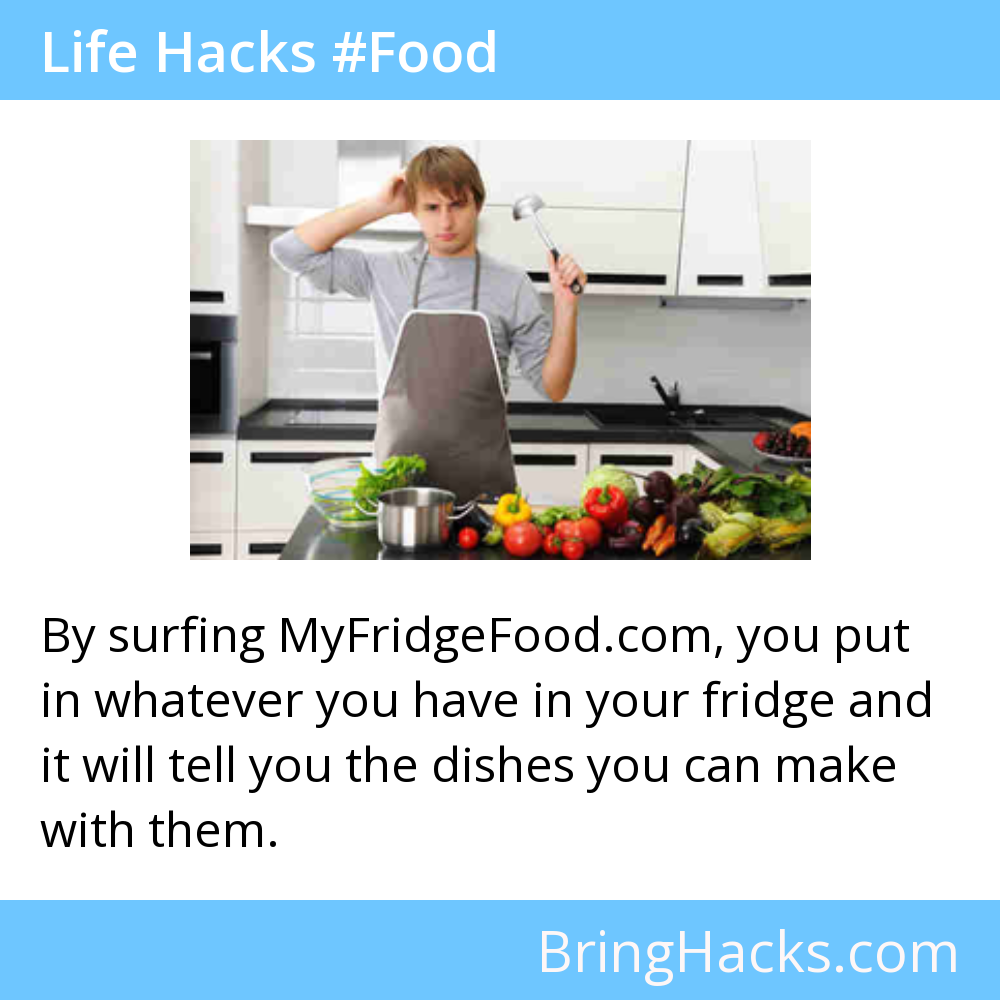 Life Hacks #Food
By surfing MyFridgeFood.com, you put
in whatever you have in your fridge and
it will tell you the dishes you can make
with them.
BringHacks.com